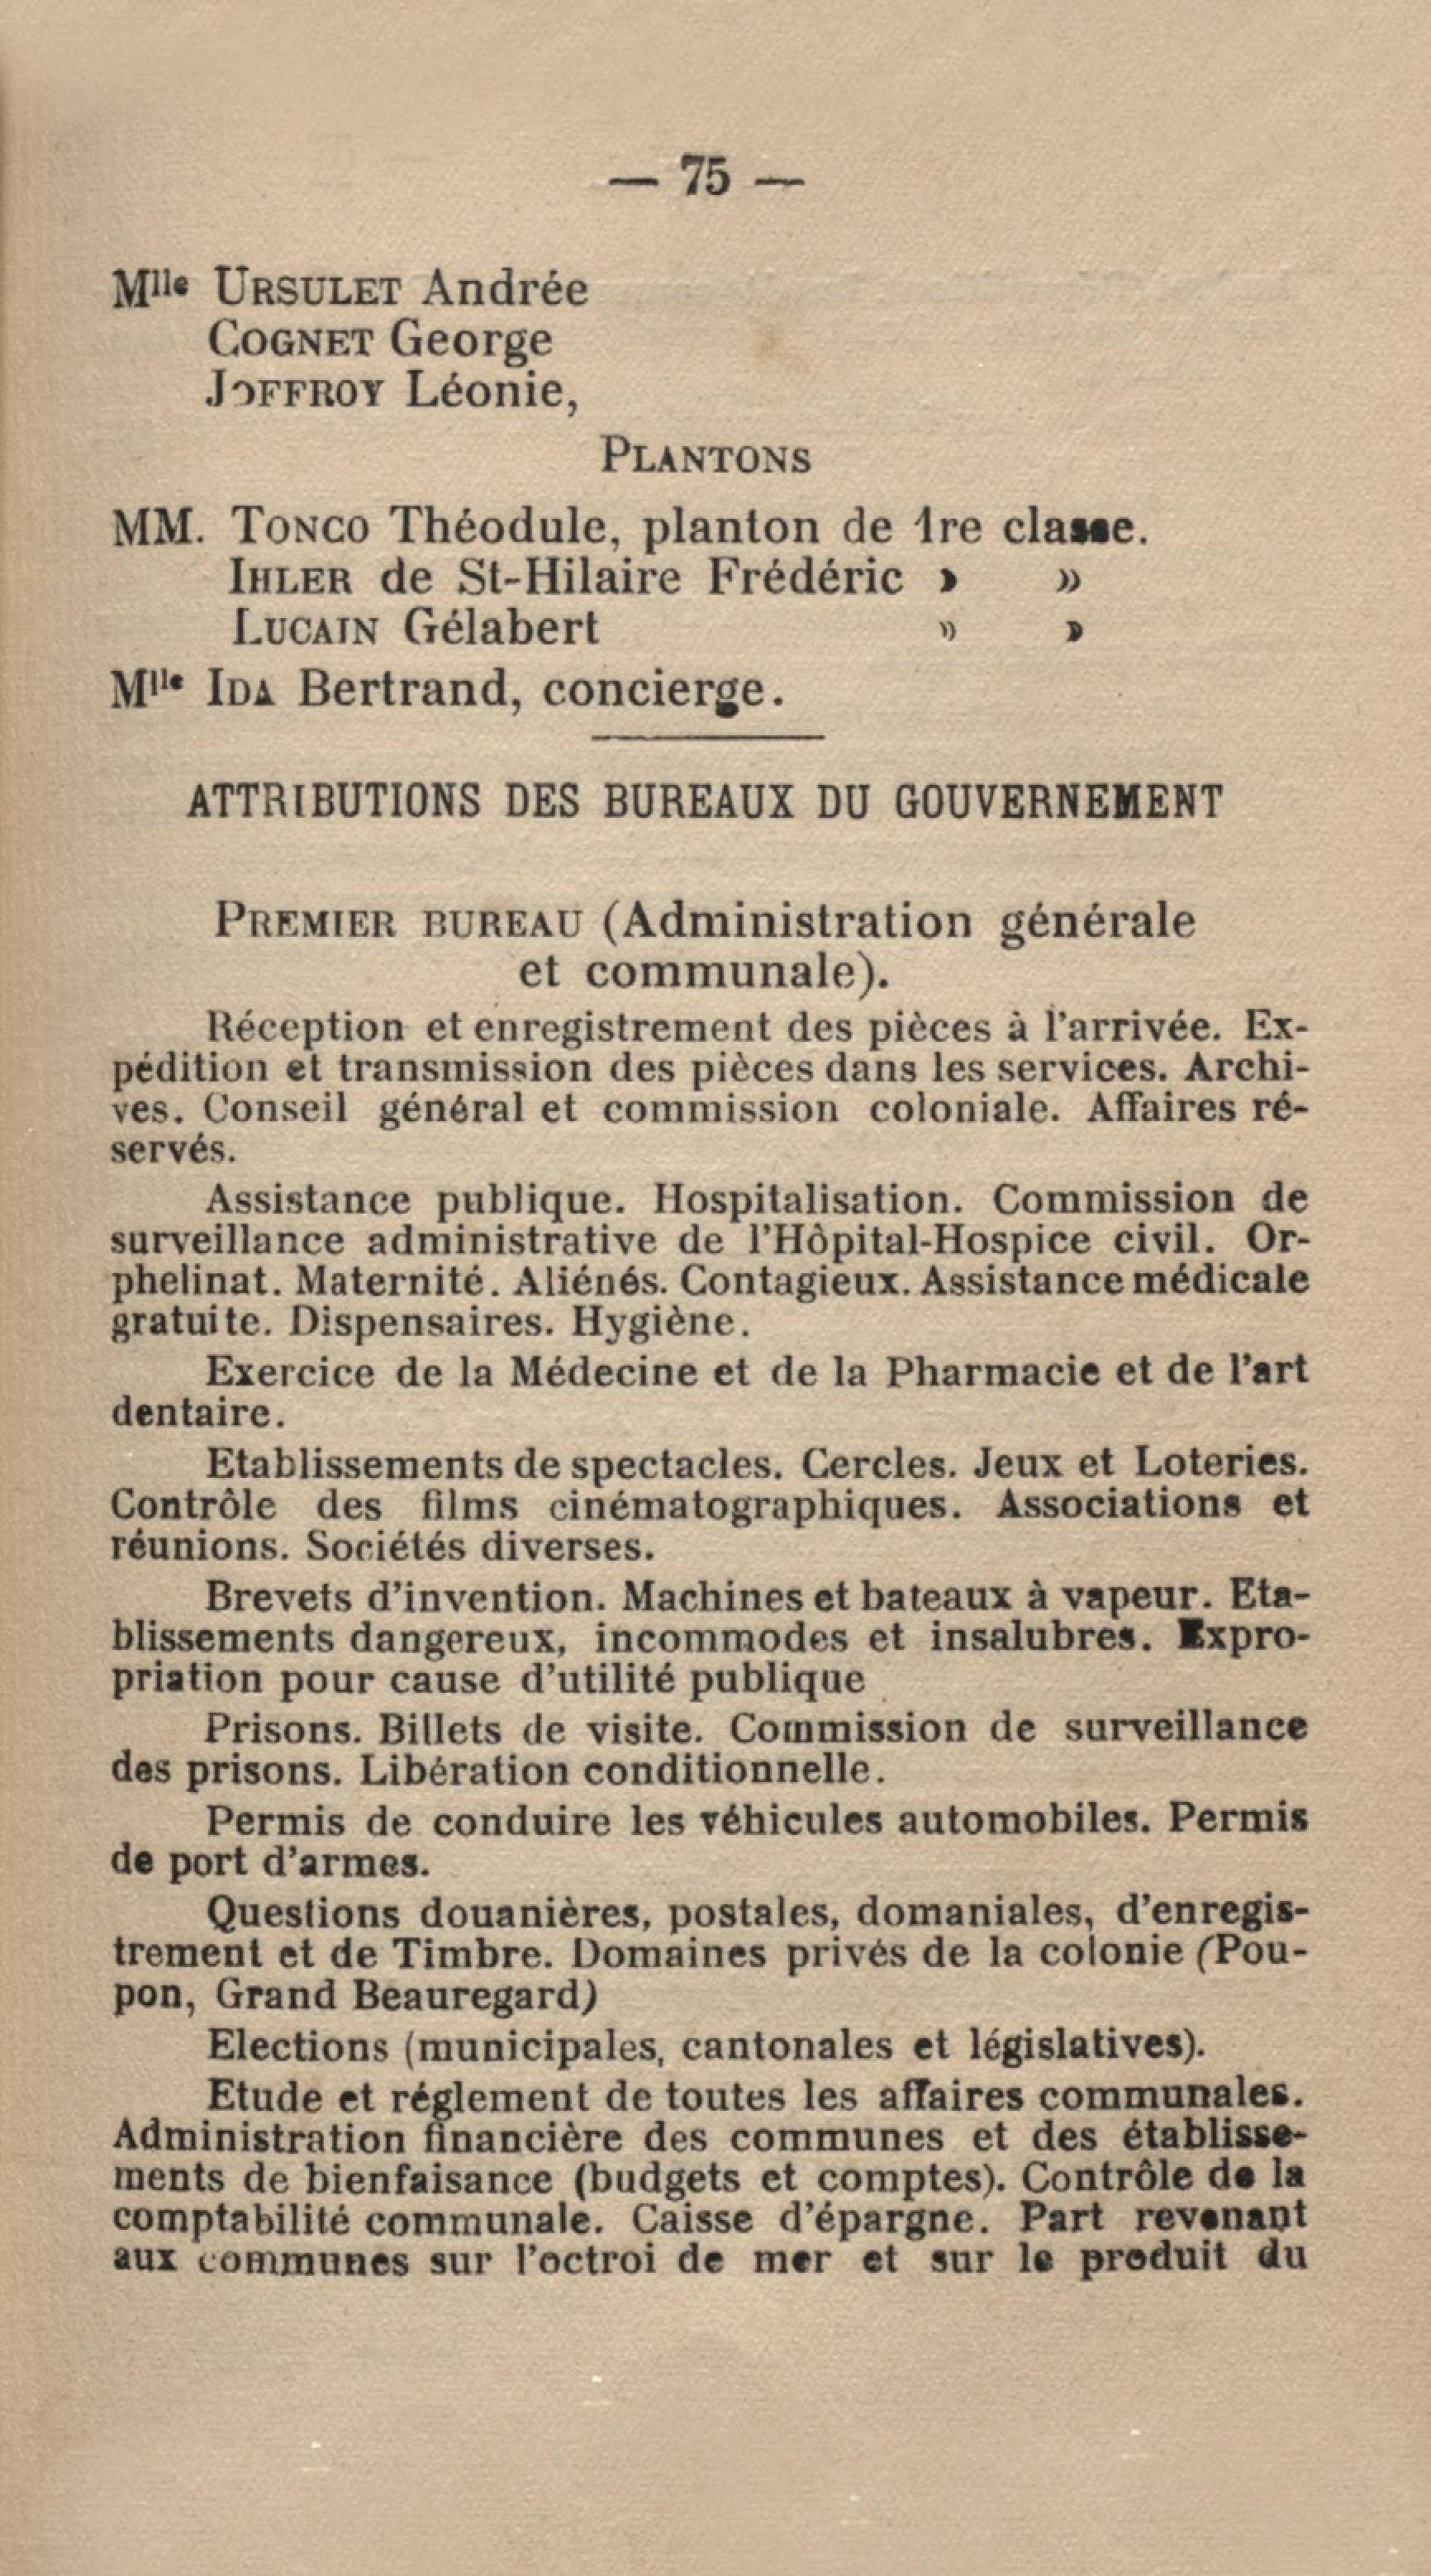 — 75 —
Mlle URSULET Andrée
COGNET George
JOFFROY Léonie,
PLANTONS
MM. TONCO Théodule, planton de 1re classe.
IHLER de St-Hilaire Frédéric » »
LUCAIN Gélabert » »
Mlle IDA Bertrand, concierge.
ATTRIBUTIONS DES BUREAUX DU GOUVERNEMENT
PREMIER BUREAU (Administration générale
et communale).
Réception et enregistrement des pièces à l'arrivée. Ex-
pédition et transmission des pièces dans les services. Archi-
ves. Conseil général et commission coloniale. Affaires ré-
servés.
Assistance publique. Hospitalisation. Commission de
surveillance administrative de l'Hôpital-Hospice civil. Or-
phelinat. Maternité. Aliénés. Contagieux. Assistance médicale
gratuite. Dispensaires. Hygiène.
Exercice de la Médecine et de la Pharmacie et de l'art
dentaire.
Etablissements de spectacles. Cercles. Jeux et Loteries.
Contrôle des films cinématographiques. Associations et
réunions. Sociétés diverses.
Brevets d'invention. Machines et bateaux à vapeur. Eta-
blissements dangereux, incommodes et insalubres. Expro-
priation pour cause d'utilité publique
Prisons. Billets de visite. Commission de surveillance
des prisons. Libération conditionnelle.
Permis de conduire les véhicules automobiles. Permis
de port d'armes.
Questions douanières, postales, domaniales, d'enregis-
trement et de Timbre. Domaines privés de la colonie (Pou-
pon, Grand Beauregard)
Elections (municipales, cantonales et législatives).
Etude et réglement de toutes les affaires communales.
Administration financière des communes et des établisse-
ments de bienfaisance (budgets et comptes). Contrôle de la
comptabilité communale. Caisse d'épargne. Part revenant
aux communes sur l'octroi de mer et sur le produit du